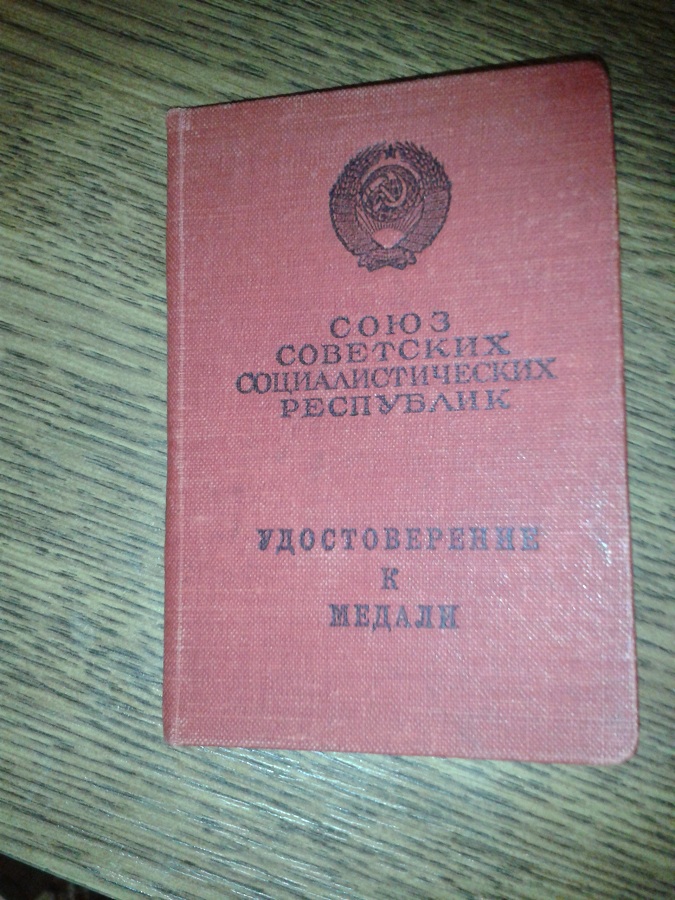 СОЮЗ
СОВЕТСКИХ
СОЦИАЛИСТИЧЕСКИХ
РЕСПУБЛИК
УДОСТОВЕРЕНИЕ
К
МЕДАЛИ